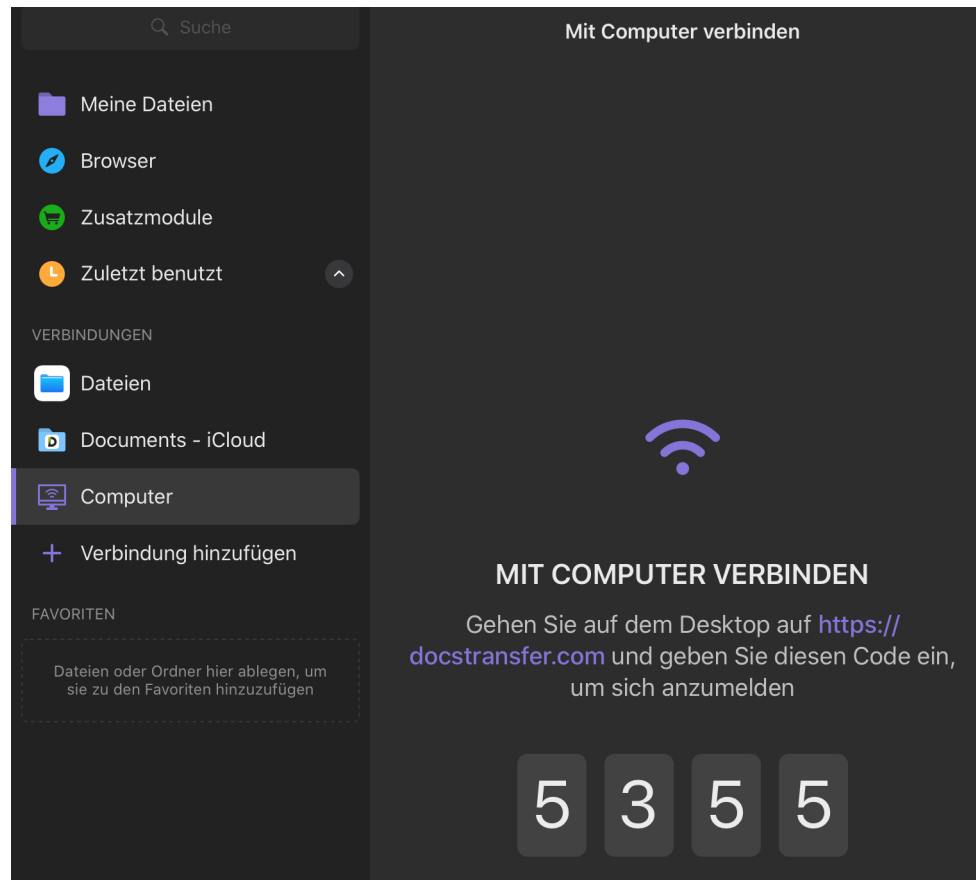 Suche
Meine Dateien
Browser
Zusatzmodule
Zuletzt benutzt
VERBINDUNGEN
Dateien
Documents - iCloud
Computer
Verbindung hinzufügen
FAVORITEN
Dateien oder Ordner hier ablegen, um
sie zu den Favoriten hinzuzufügen
Mit Computer verbinden
MIT COMPUTER VERBINDEN
Gehen Sie auf dem Desktop auf https://
docstransfer.com und geben Sie diesen Code ein,
um sich anzumelden
5 3 5 5